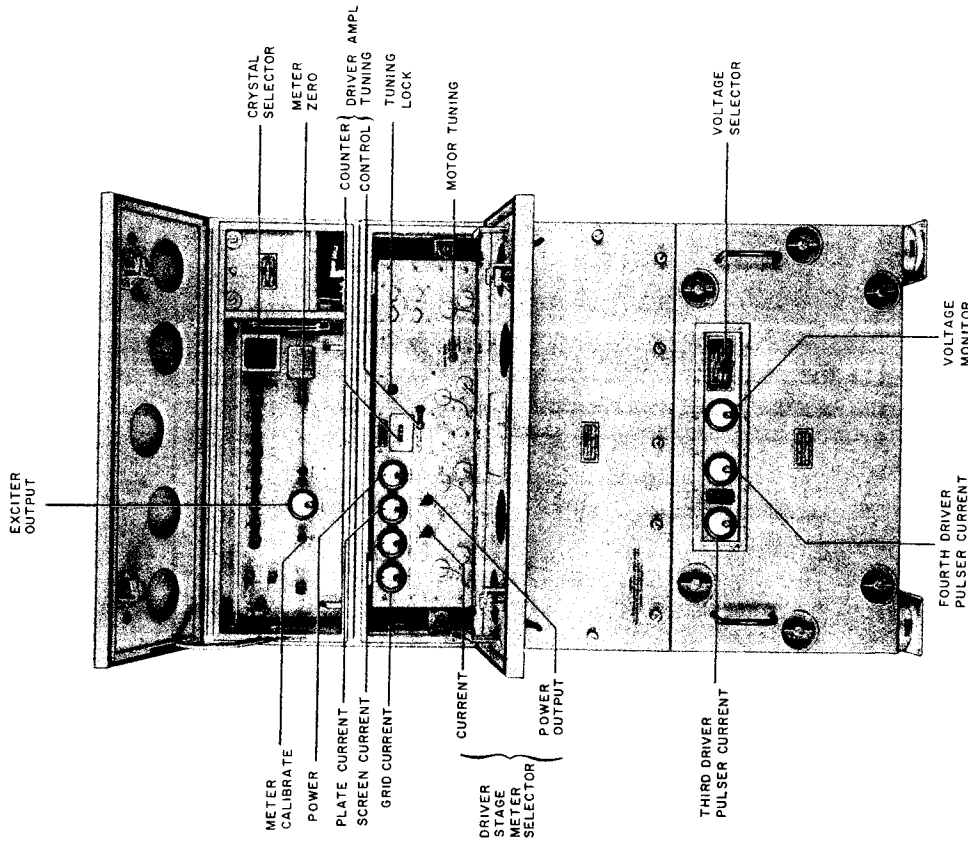 EXCITER
OUTPUT
CRYSTAL
SELECTOR
METER
ZERO
COUNTER
CONTROL
DRIVER AMPL
TUNING
TUNING
LOCK
MOTOR TUNING
VOLTAGE
SELECTOR
METER
CALIBRATE
POWER
PLATE CURRENT
SCREEN CURRENT
GRID CURRENT
CURRENT
POWER
OUTPUT
DRIVER
STAGE
METER
SELECTOR
THIRD DRIVER
PULSER CURRENT
FOURTH DRIVER
PULSER CURRENT
VOLTAGE
MONITOR